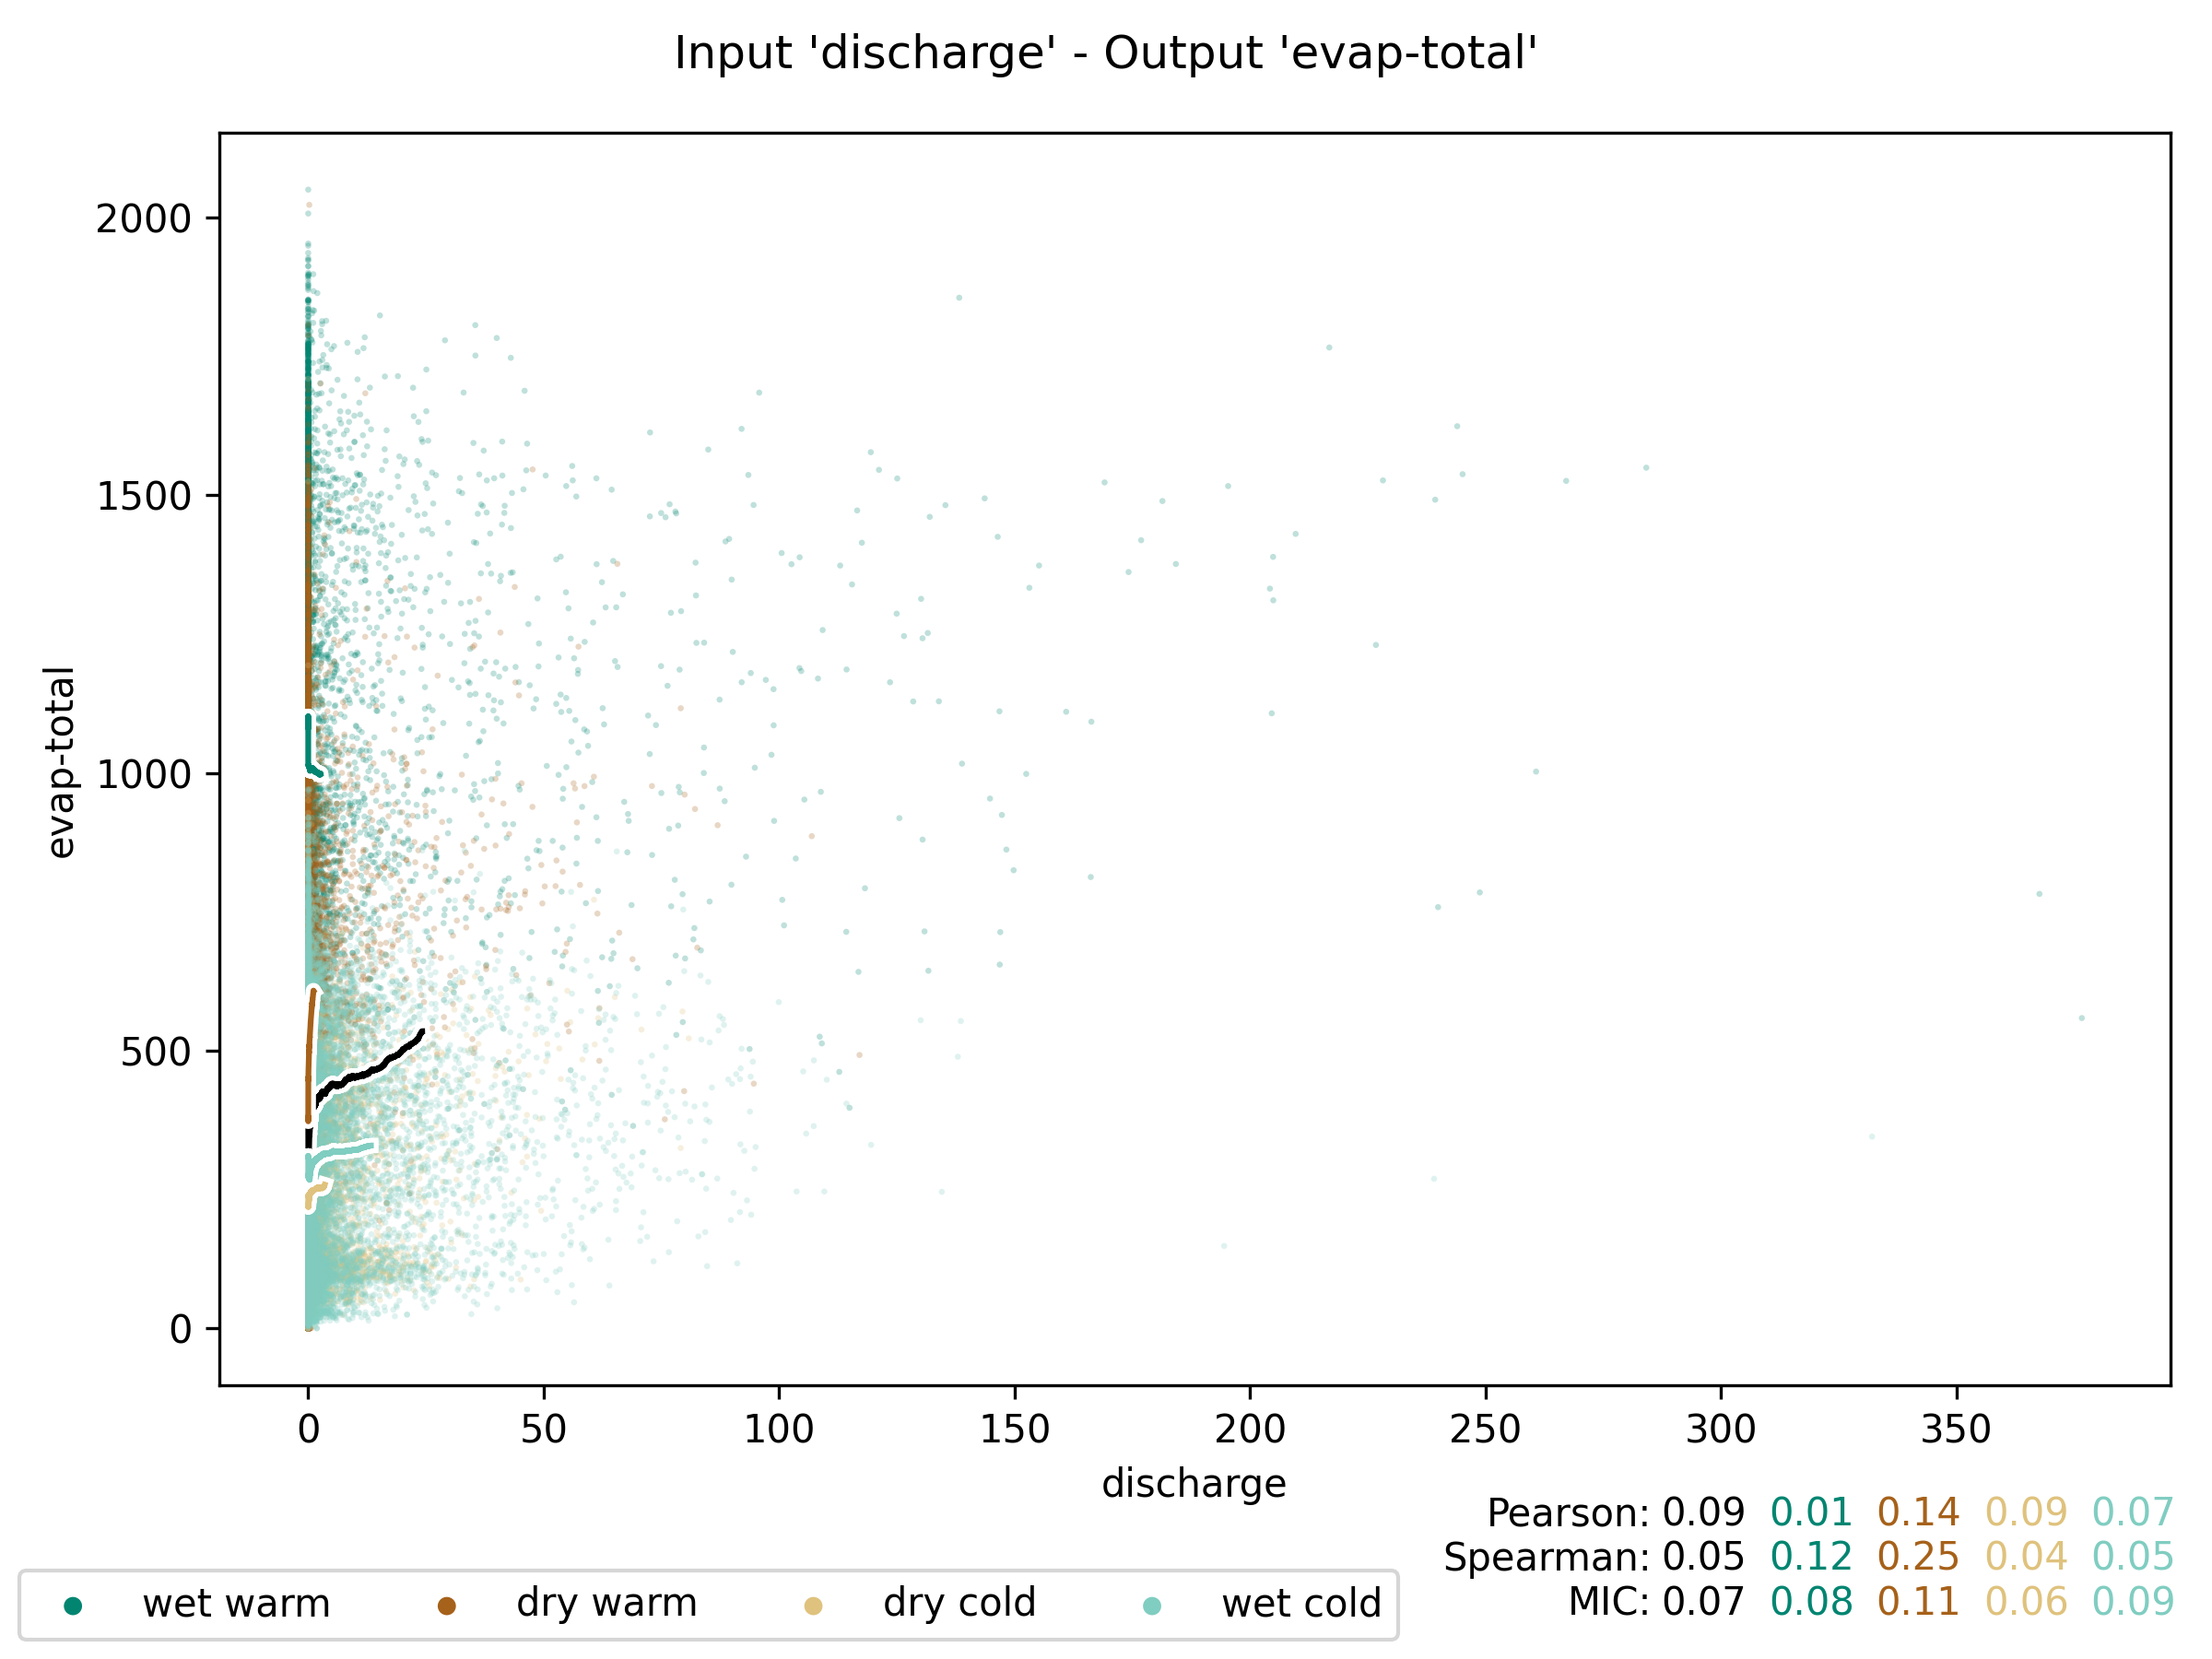 Input 'discharge' - Output 'evap-total'
2000
1500
1000
500
0
evap-total
0 50 100 150 200 250 300 350
discharge
Pearson: 0.09 0.01 0.14 0.09 0.07
Spearman: 0.05 0.12 0.25 0.04 0.05
MIC: 0.07 0.08 0.11 0.06 0.09
wet warm dry warm dry cold wet cold